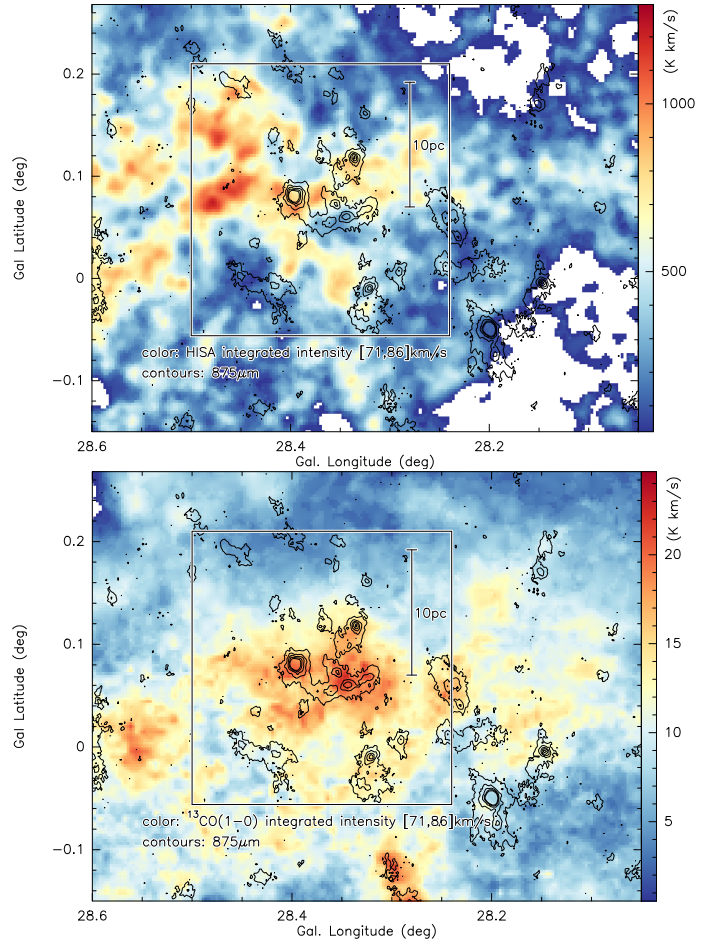 (K km/s)
0.2
1000
10pc
0.1
Gal Latitude (deg)
0
500
color: HISA integrated intensity [71,86]km/s
contours: 875μm
−0.1
28.6
28.4
28.2
Gal. Longitude (deg)
(K km/s)
0.2
20
10pc
0.1
15
Gal Latitude (deg)
0
10
color: ¹³CO(1−0) integrated intensity [71,86]km/s
5
contours: 875μm
−0.1
28.6
28.4
28.2
Gal. Longitude (deg)